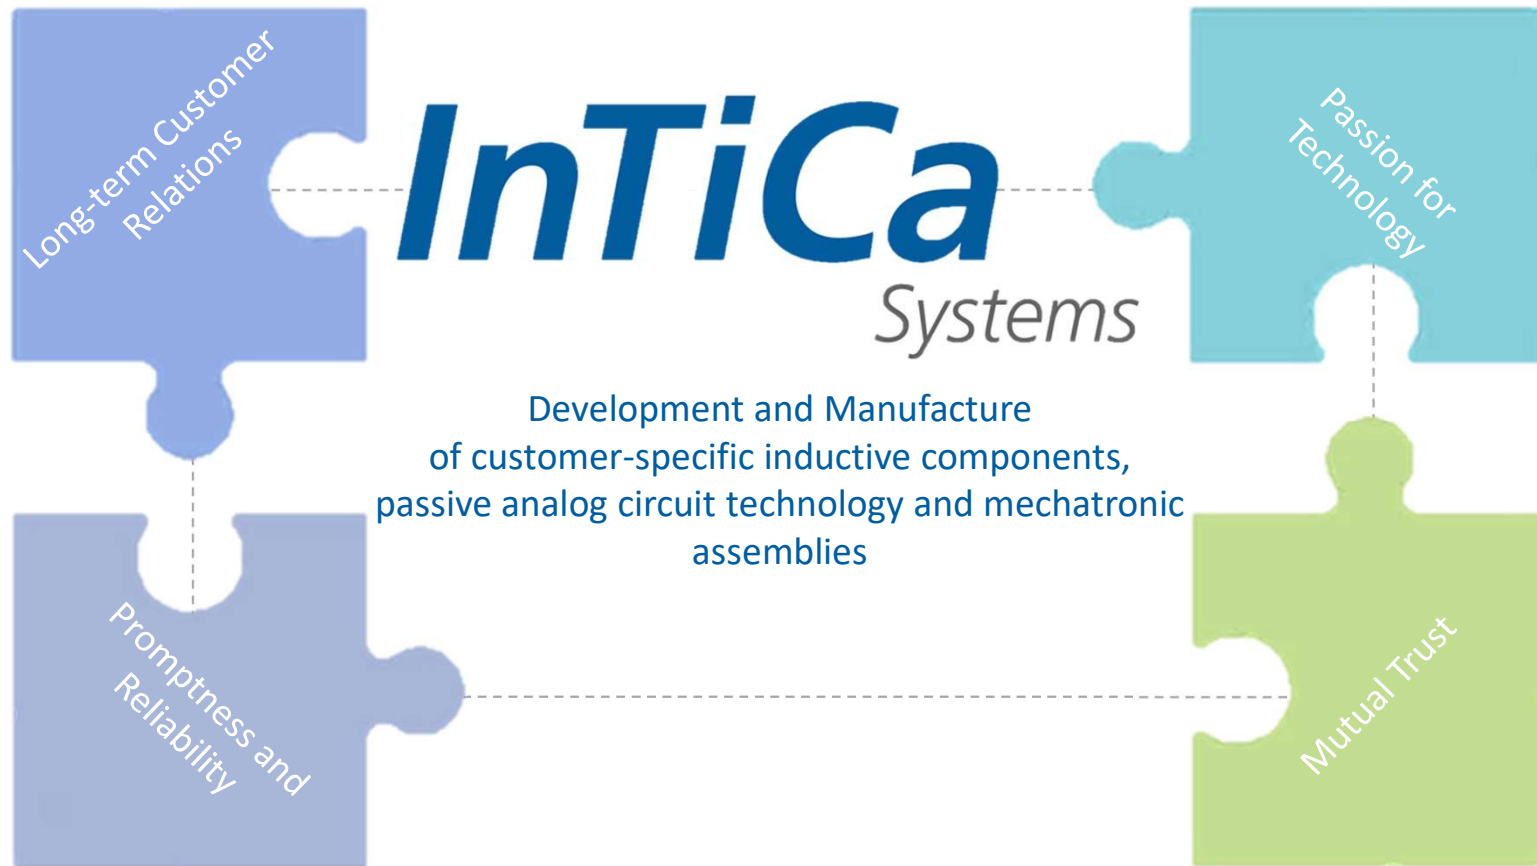 Long-term Customer
Relations
InTiCa
Systems
Passion for
Technology
Development and Manufacture
of customer-specific inductive components,
passive analog circuit technology and mechatronic
assemblies
Promptness and
Reliability
Mutual Trust